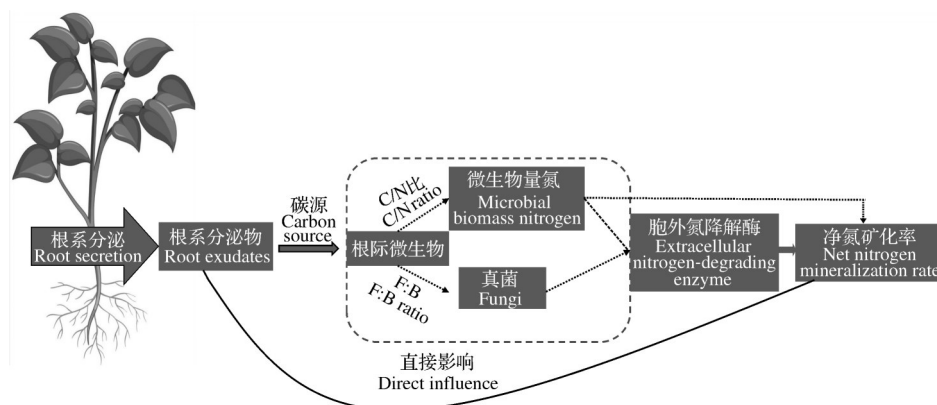 根系分泌
Root secretion
根系分泌物
Root exudates
碳源
Carbon
source
根际微生物
C/N比
C/N ratio
微生物量氮
Microbial
biomass nitrogen
F:B
F:B ratio
真菌
Fungi
胞外氮降解酶
Extracellular
nitrogen-degrading
enzyme
净氮矿化率
Net nitrogen
mineralization rate
直接影响
Direct influence